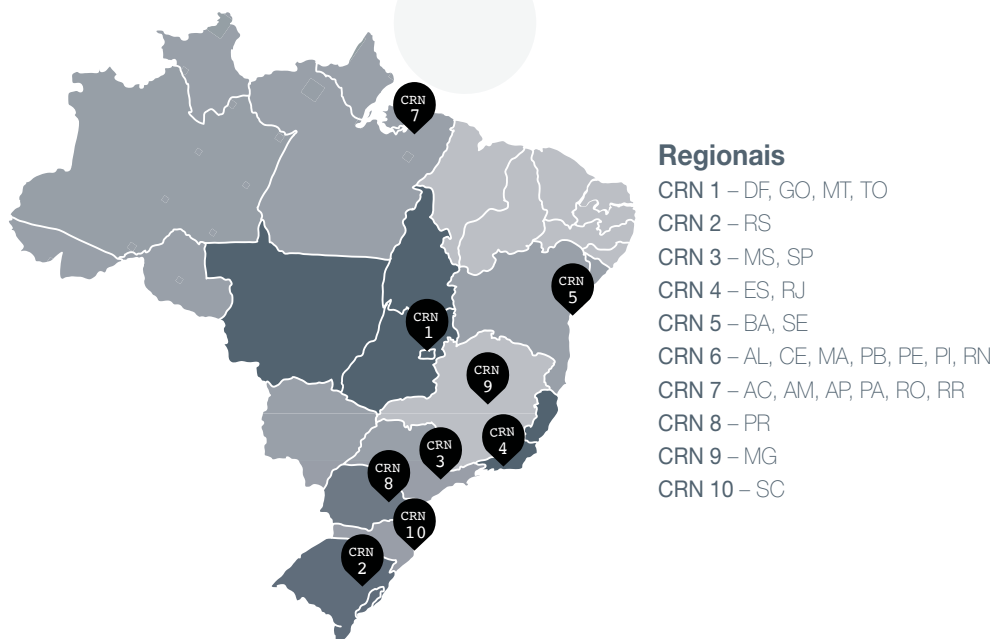 CRN
7
CRN
5
CRN
1
CRN
9
CRN
4
CRN
3
CRN
8
CRN
10
CRN
2
Regionais
CRN 1 – DF, GO, MT, TO
CRN 2 – RS
CRN 3 – MS, SP
CRN 4 – ES, RJ
CRN 5 – BA, SE
CRN 6 – AL, CE, MA, PB, PE, PI, RN
CRN 7 – AC, AM, AP, PA, RO, RR
CRN 8 – PR
CRN 9 – MG
CRN 10 – SC